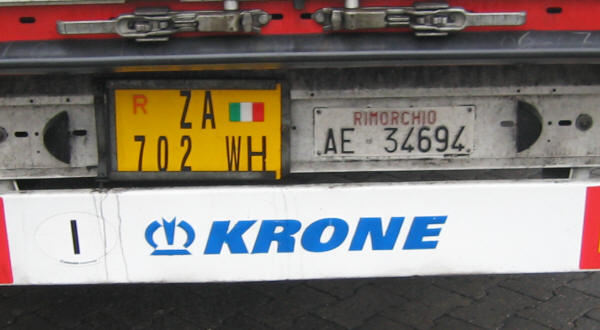 R ZA
702 WH
RIMORCHIO
AE 34694
I
KRONE